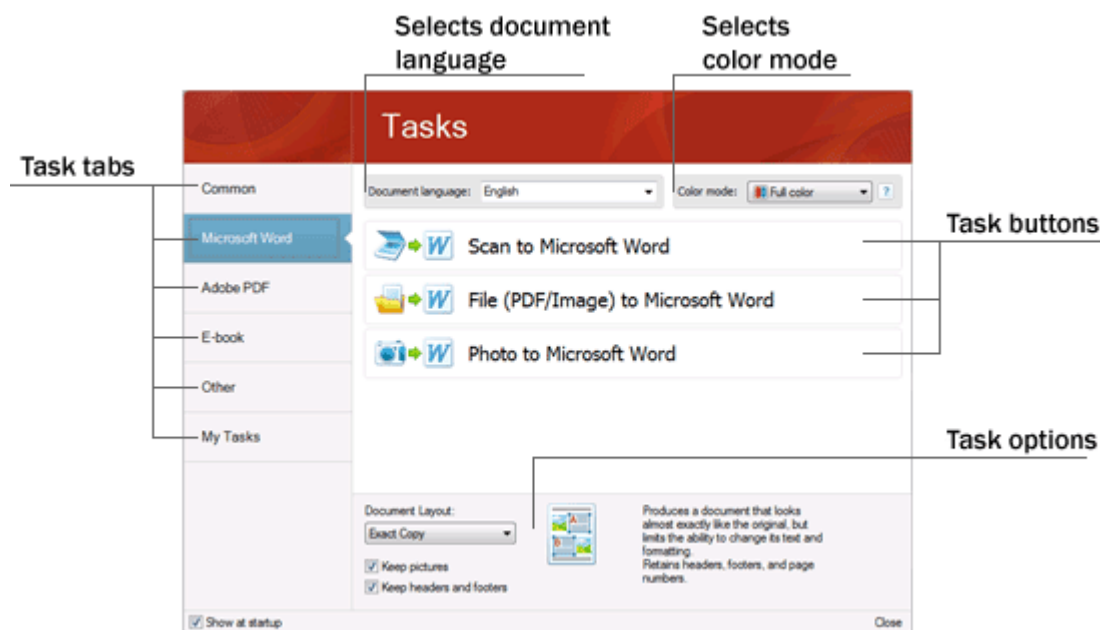 Selects document
language
Selects
color mode
Tasks
Task tabs
Common
Document language:
English
Color mode:
Full color
?
Microsoft Word
Scan to Microsoft Word
Task buttons
Adobe PDF
File (PDF/Image) to Microsoft Word
E-book
Photo to Microsoft Word
Other
My Tasks
Task options
Document Layout:
Exact Copy
Keep pictures
Keep headers and footers
Produces a document that looks
almost exactly like the original, but
limits the ability to change its text and
formatting.
Retains headers, footers, and page
numbers.
Show at startup
Close